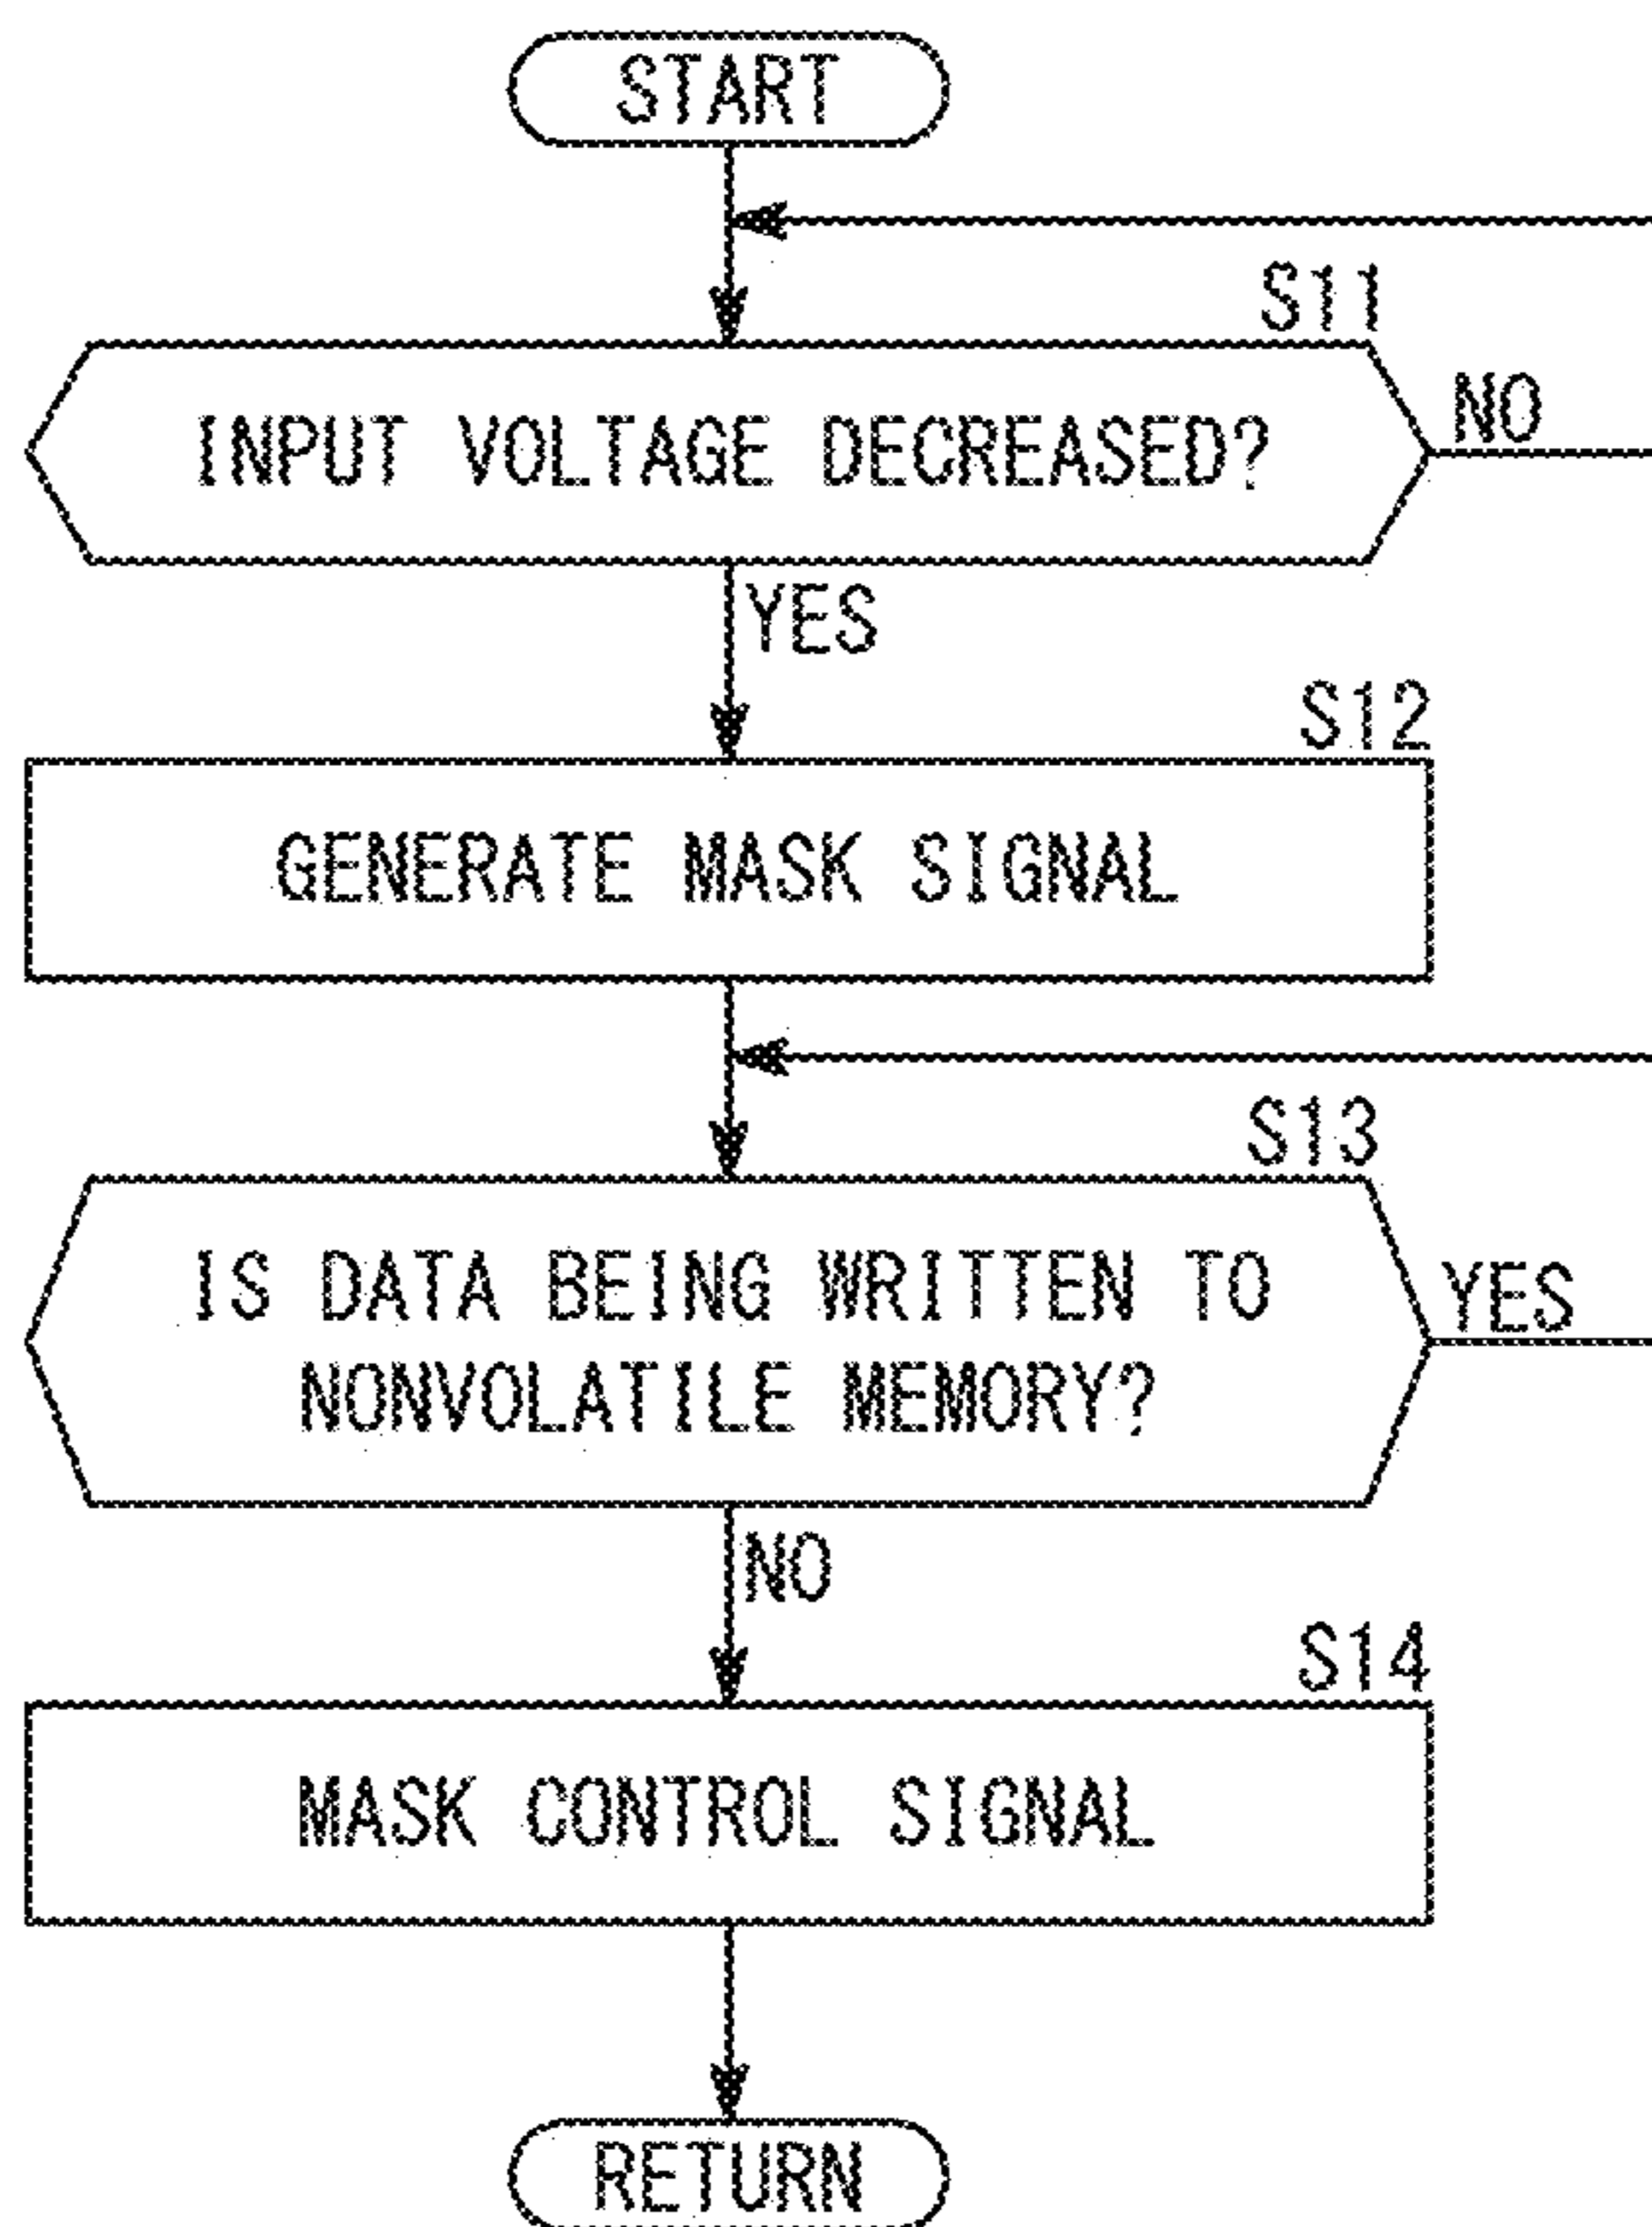 START
S11
INPUT VOLTAGE DECREASED?
NO
YES
S12
GENERATE MASK SIGNAL
S13
IS DATA BEING WRITTEN TO
NONVOLATILE MEMORY?
YES
NO
S14
MASK CONTROL SIGNAL
RETURN